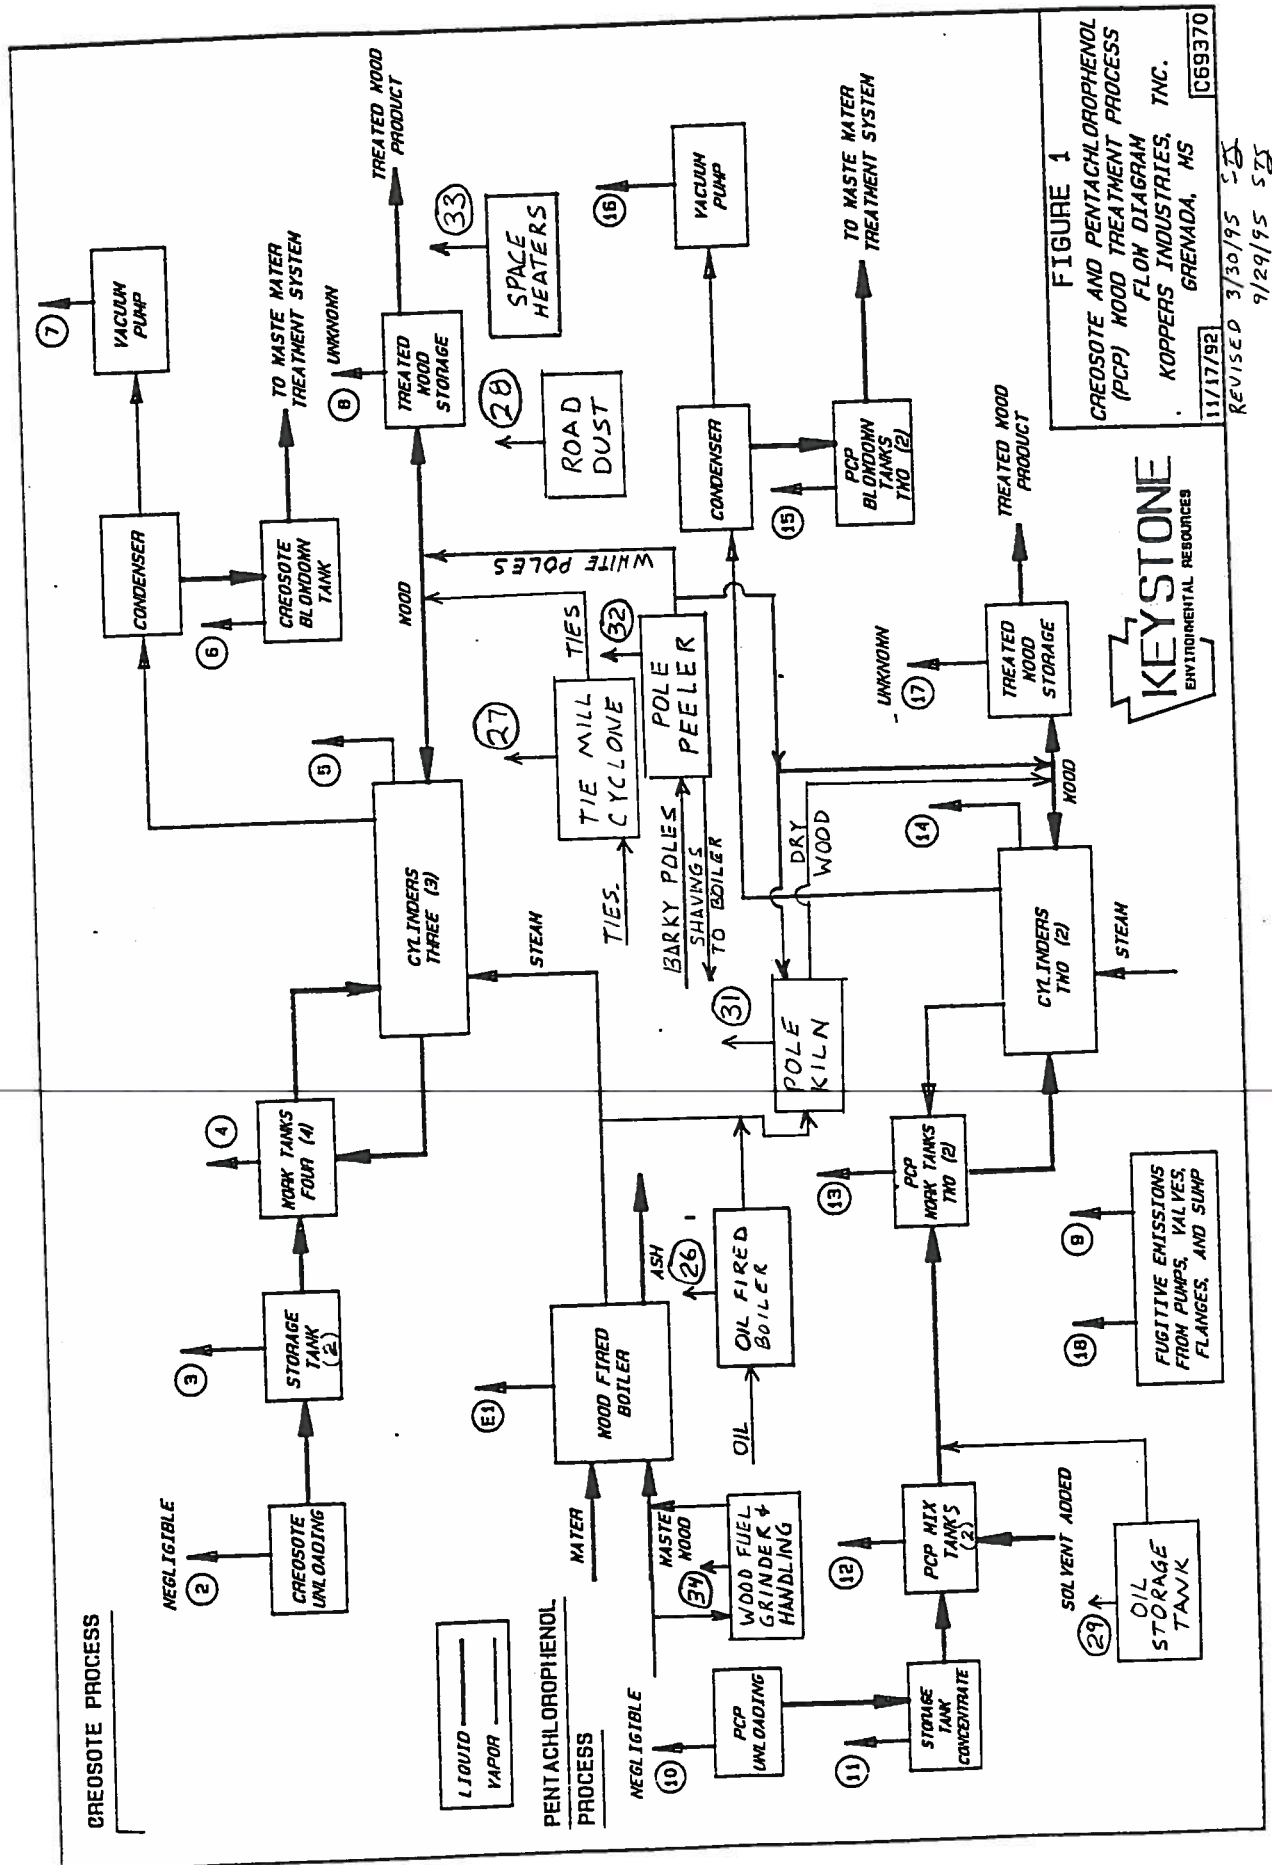 CREOSOTE PROCESS
NEGLIGIBLE
2
CREOSOTE
UNLOADING
3
STORAGE
TANK
(2)
4
WORK TANKS
FOUR (4)
5
CYLINDERS
THREE (3)
STEAM
6
CREOSOTE
BLOWDOWN
TANK
TO WASTE WATER
TREATMENT SYSTEM
CONDENSER
7
VACUUM
PUMP
WOOD
8
UNKNOWN
TREATED
WOOD
STORAGE
TREATED WOOD
PRODUCT
LIQUID
VAPOR
WATER
WASTE
WOOD
34
WOOD FUEL
GRINDER &
HANDLING
E1
WOOD FIRED
BOILER
ASH
26
OIL
OIL FIRED
BOILER
TIES
27
TIE MILL
CYCLONE
TIES
BARKY POLES
SHAVINGS
TO BOILER
32
POLE
PEELER
WHITE POLES
28
ROAD
DUST
33
SPACE
HEATERS
31
POLE
KILN
DRY
WOOD
PENTACHLOROPHENOL
PROCESS
NEGLIGIBLE
10
PCP
UNLOADING
11
STORAGE
TANK
CONCENTRATE
12
PCP MIX
TANKS
(2)
SOLVENT ADDED
29
OIL
STORAGE
TANK
13
PCP
WORK TANKS
TWO (2)
14
CYLINDERS
TWO (2)
STEAM
WOOD
CONDENSER
15
PCP
BLOWDOWN
TANKS
TWO (2)
TO WASTE WATER
TREATMENT SYSTEM
16
VACUUM
PUMP
UNKNOWN
17
TREATED
WOOD
STORAGE
TREATED WOOD
PRODUCT
18
9
FUGITIVE EMISSIONS
FROM PUMPS, VALVES,
FLANGES, AND SUMP
KEYSTONE
ENVIRONMENTAL RESOURCES
FIGURE 1
CREOSOTE AND PENTACHLOROPHENOL
(PCP) WOOD TREATMENT PROCESS
FLOW DIAGRAM
KOPPERS INDUSTRIES, INC.
GRENADA, MS
11/17/92
C69370
REVISED 3/30/95
9/29/95 STS